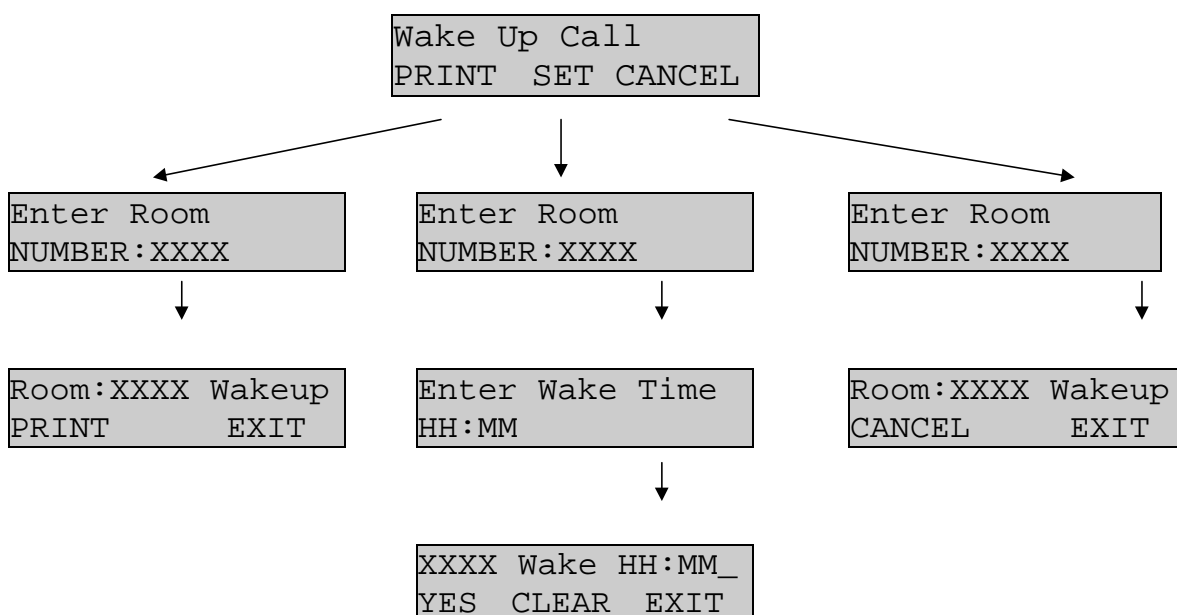 Wake Up Call
PRINT SET CANCEL
Enter Room
NUMBER:XXXX
Enter Room
NUMBER:XXXX
Enter Room
NUMBER:XXXX
Room:XXXX Wakeup
PRINT EXIT
Enter Wake Time
HH:MM
Room:XXXX Wakeup
CANCEL EXIT
XXXX Wake HH:MM_
YES CLEAR EXIT